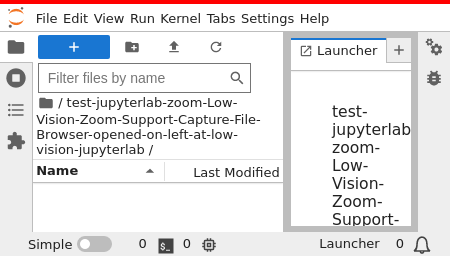 File Edit View Run Kernel Tabs Settings Help
+
Launcher
+
Filter files by name
/ test-jupyterlab-zoom-Low-
Vision-Zoom-Support-Capture-File-
Browser-opened-on-left-at-low-
vision-jupyterlab /
Name
Last Modified
test-
jupyterlab
zoom-
Low-
Vision-
Zoom-
Support-
Simple
0
$_
0
Launcher
0